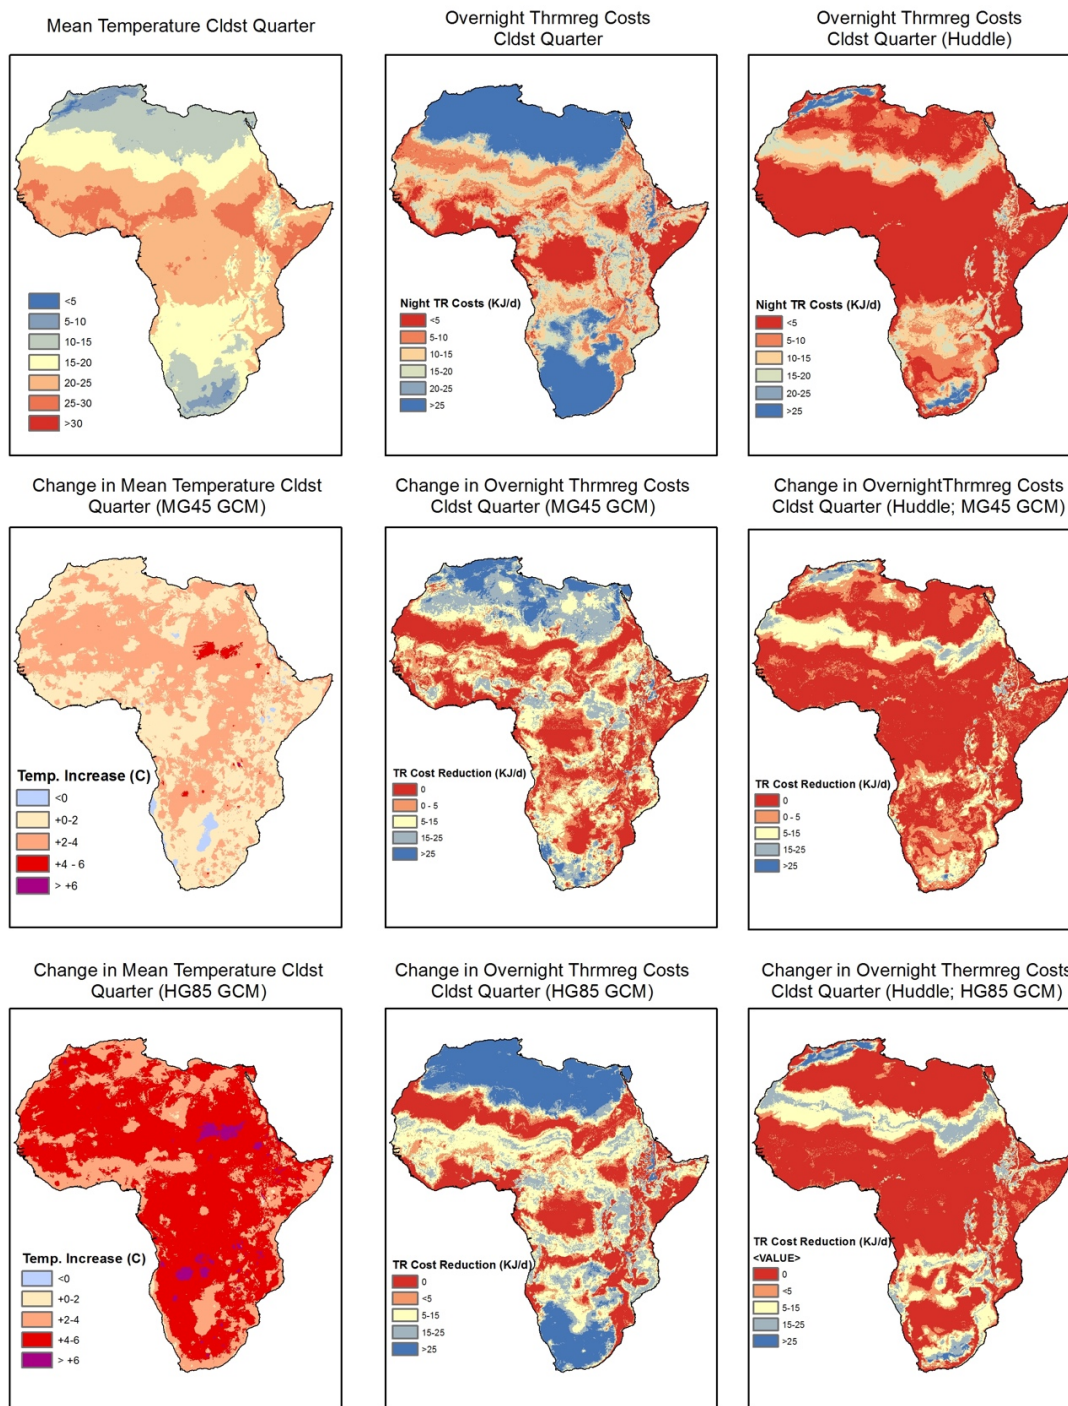 Mean Temperature Cldst Quarter
Overnight Thrmreg Costs
Cldst Quarter
Overnight Thrmreg Costs
Cldst Quarter (Huddle)
<5
5-10
10-15
15-20
20-25
25-30
>30
Night TR Costs (KJ/d)
<5
5-10
10-15
15-20
20-25
>25
Night TR Costs (KJ/d)
<5
5-10
10-15
15-20
20-25
>25
Change in Mean Temperature Cldst
Quarter (MG45 GCM)
Change in Overnight Thrmreg Costs
Cldst Quarter (MG45 GCM)
Change in OvernightThrmreg Costs
Cldst Quarter (Huddle; MG45 GCM)
Temp. Increase (C)
<0
+0-2
+2-4
+4 - 6
> +6
TR Cost Reduction (KJ/d)
0
0 - 5
5-15
15-25
>25
TR Cost Reduction (KJ/d)
0
0 - 5
5-15
15-25
>25
Change in Mean Temperature Cldst
Quarter (HG85 GCM)
Change in Overnight Thrmreg Costs
Cldst Quarter (HG85 GCM)
Changer in Overnight Thermreg Costs
Cldst Quarter (Huddle; HG85 GCM)
Temp. Increase (C)
<0
+0-2
+2-4
+4-6
> +6
TR Cost Reduction (KJ/d)
0
<5
5-15
15-25
>25
TR Cost Reduction (KJ/d)
<VALUE>
0
<5
5-15
15-25
>25